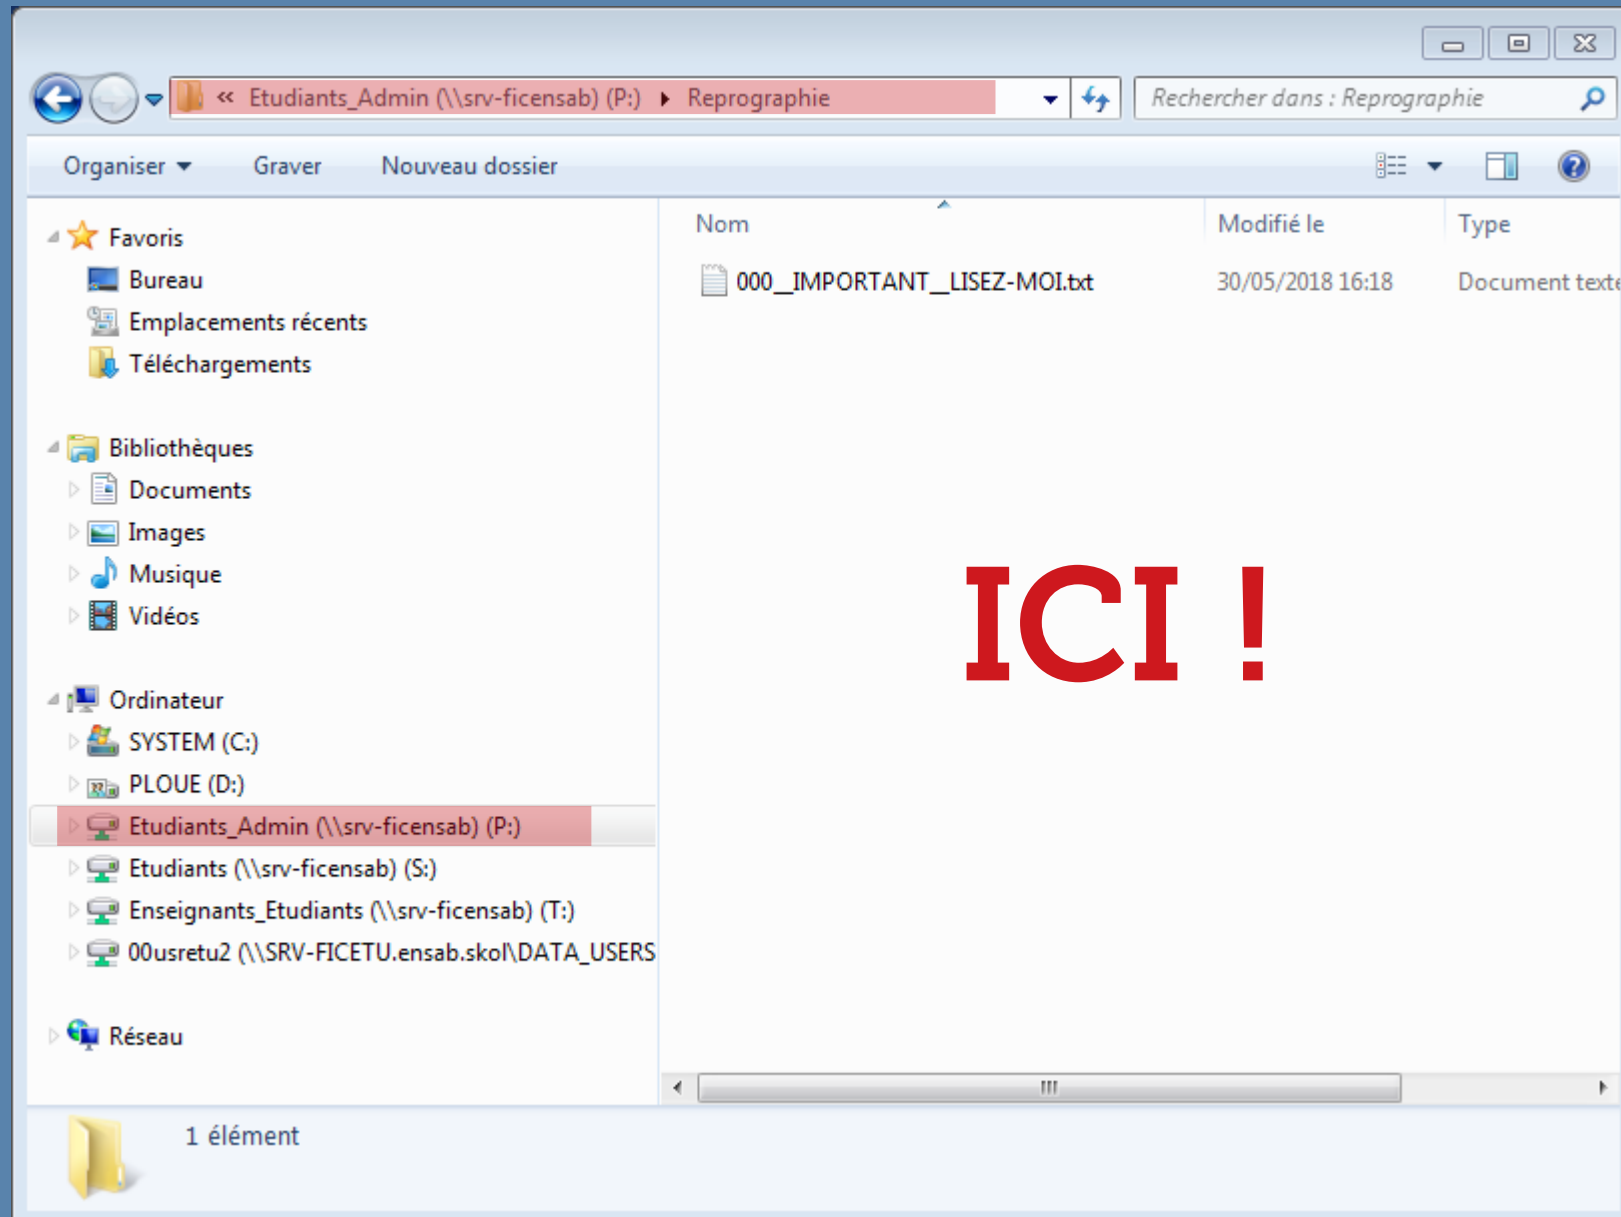 « Etudiants_Admin (\\srv-ficensab) (P:) Reprographie
Rechercher dans : Reprographie
Organiser Graver Nouveau dossier
Favoris
Bureau
Emplacements récents
Téléchargements
Bibliothèques
Documents
Images
Musique
Vidéos
Ordinateur
SYSTEM (C:)
PLOUE (D:)
Etudiants_Admin (\\srv-ficensab) (P:)
Etudiants (\\srv-ficensab) (S:)
Enseignants_Etudiants (\\srv-ficensab) (T:)
00usretu2 (\\SRV-FICETU.ensab.skol\DATA_USERS
Réseau
Nom Modifié le Type
000__IMPORTANT__LISEZ-MOI.txt 30/05/2018 16:18 Document texte
ICI !
1 élément